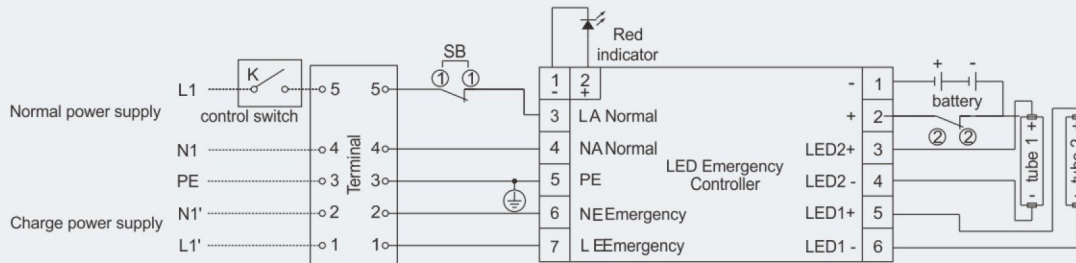 Red
indicator
SB
K
① ①
1 2
- +
- 1
+ -
L1 5 5
3 LA Normal
battery
Normal power supply
control switch
+ 2
② ②
N1 4 4
4 NA Normal
LED2+ 3
LED Emergency
Controller
PE 3 3
5 PE
LED2 - 4
Terminal
+ tube 1 -
+ tube 2 -
Charge power supply
N1' 2 2
6 NE Emergency
LED1+ 5
L1' 1 1
7 LE Emergency
LED1 - 6